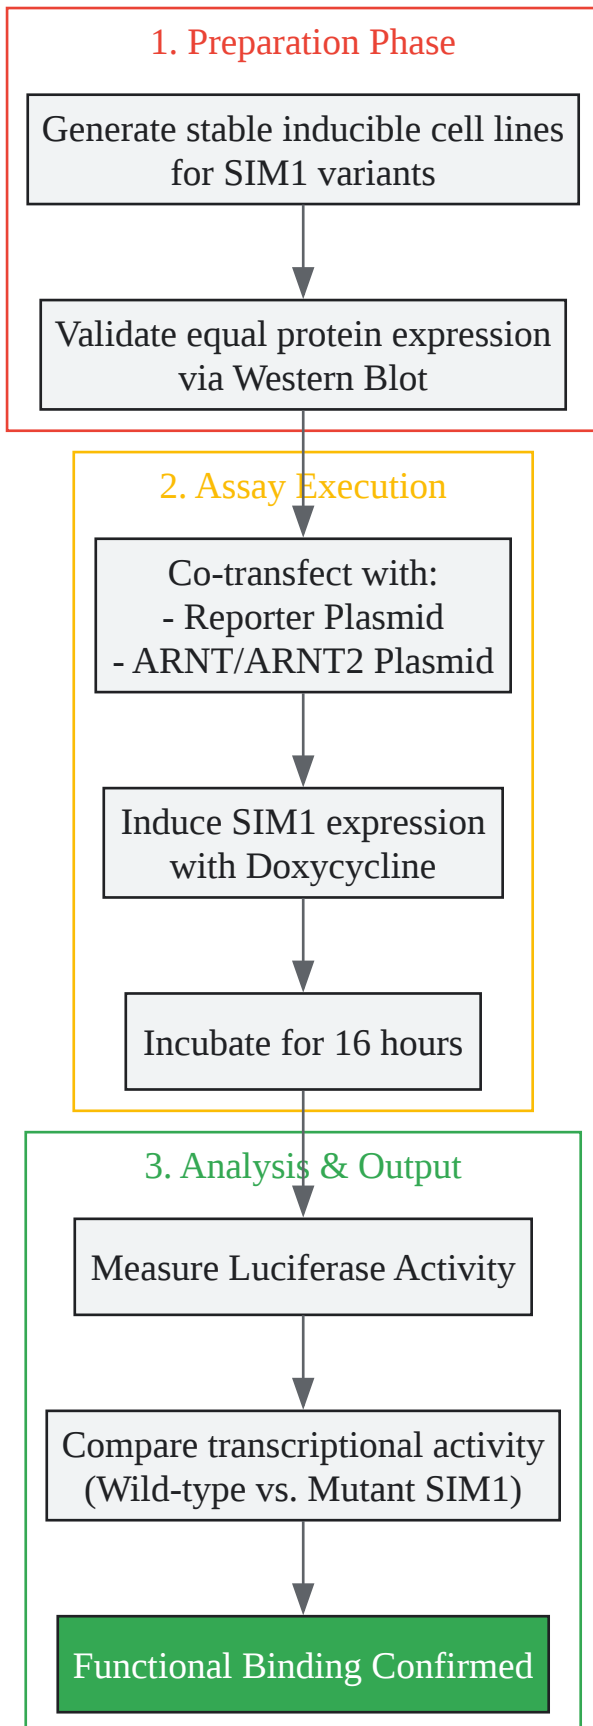 1. Preparation Phase
Generate stable inducible cell lines
for SIM1 variants
Validate equal protein expression
via Western Blot
2. Assay Execution
Co-transfect with:
- Reporter Plasmid
- ARNT/ARNT2 Plasmid
Induce SIM1 expression
with Doxycycline
Incubate for 16 hours
3. Analysis & Output
Measure Luciferase Activity
Compare transcriptional activity
(Wild-type vs. Mutant SIM1)
Functional Binding Confirmed